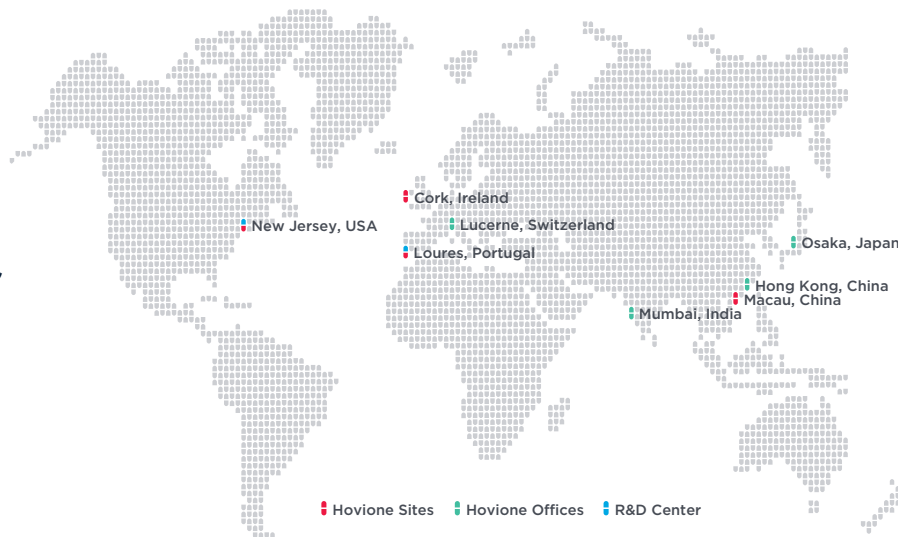 Cork, Ireland
New Jersey, USA
Lucerne, Switzerland
Osaka, Japan
Loures, Portugal
Hong Kong, China
Macau, China
Mumbai, India
Hovione Sites
Hovione Offices
R&D Center